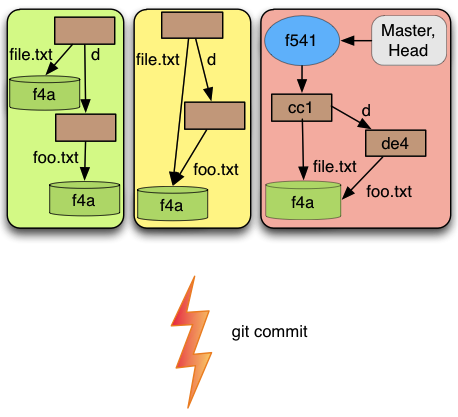 file.txt
d
f4a
foo.txt
f4a
file.txt
d
foo.txt
f4a
f541
Master,
Head
cc1
d
de4
file.txt
foo.txt
f4a
git commit